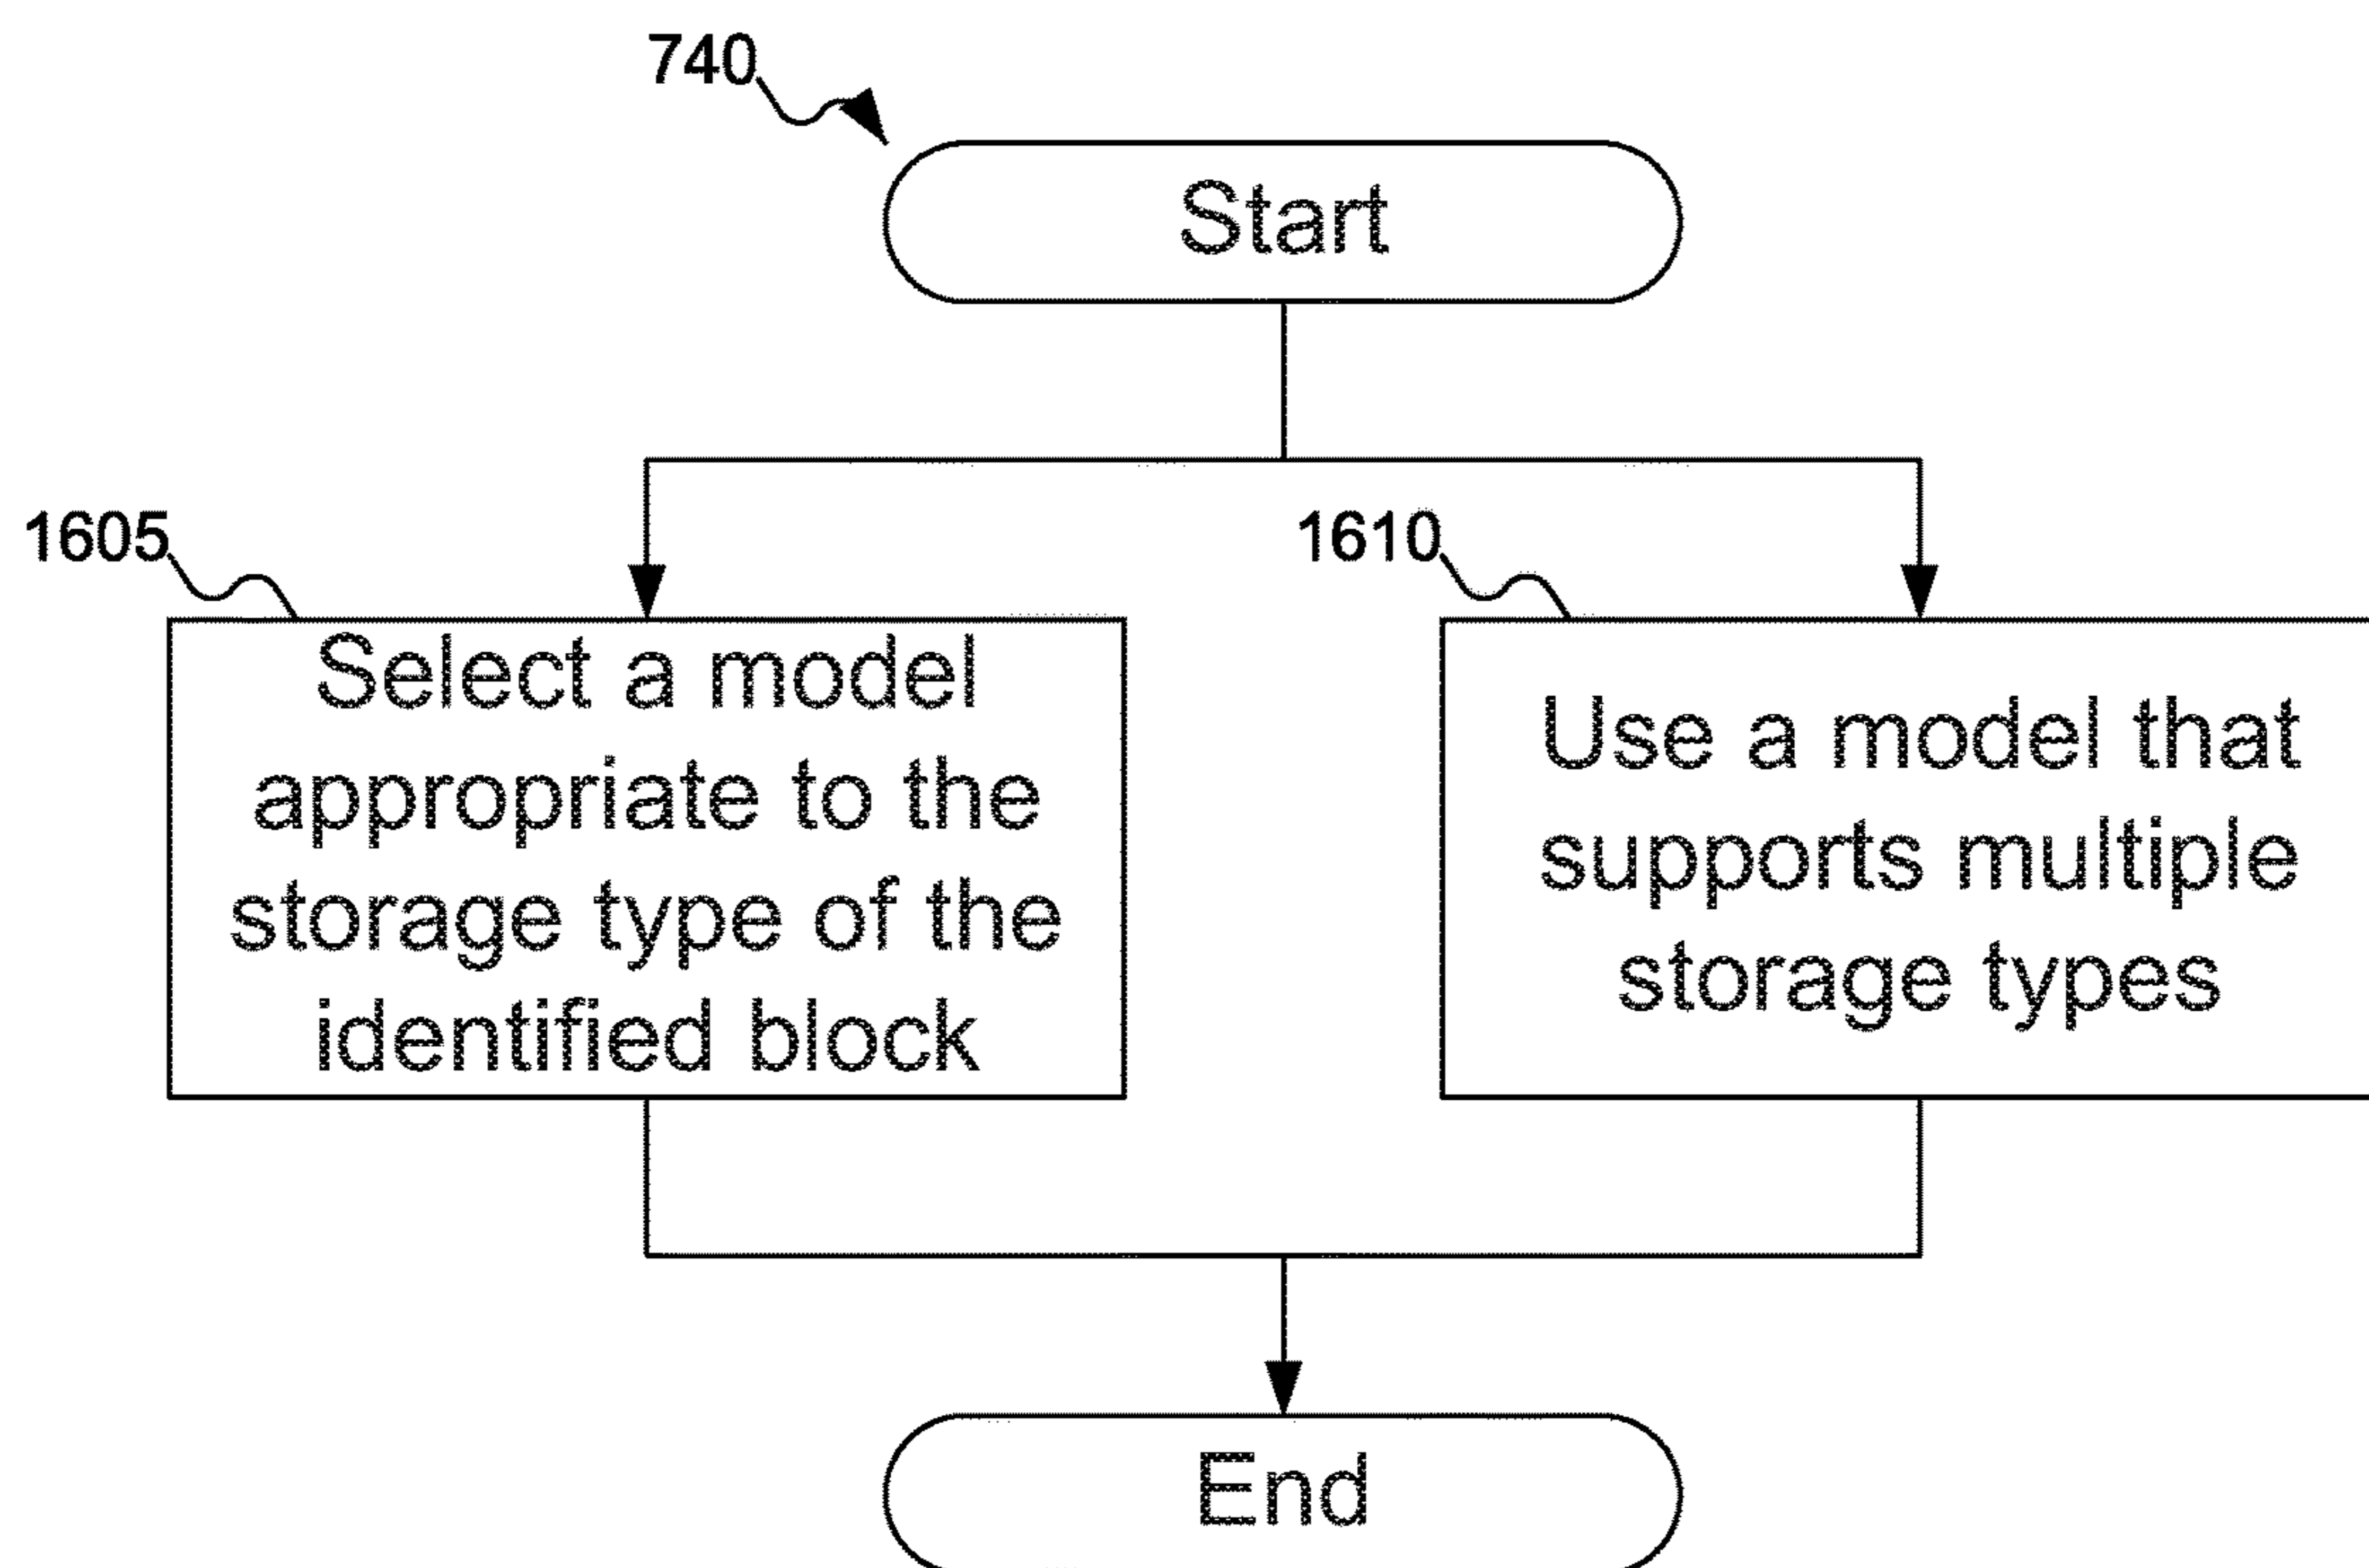 740
Start
1605
Select a model
appropriate to the
storage type of the
identified block
1610
Use a model that
supports multiple
storage types
End